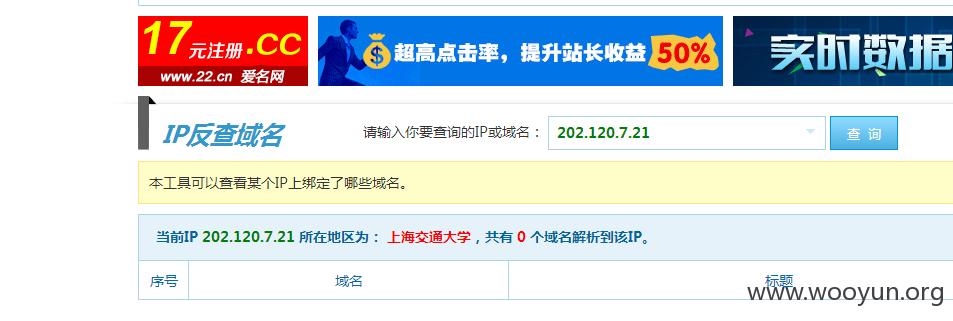 17元注册.CC
www.22.cn 爱名网
超高点击率，提升站长收益 50%
实时数据
IP反查域名
请输入你要查询的IP或域名： 202.120.7.21 查 询
本工具可以查看某个IP上绑定了哪些域名。
当前IP 202.120.7.21 所在地区为： 上海交通大学，共有 0 个域名解析到该IP。
序号 域名 标题
www.wooyun.org